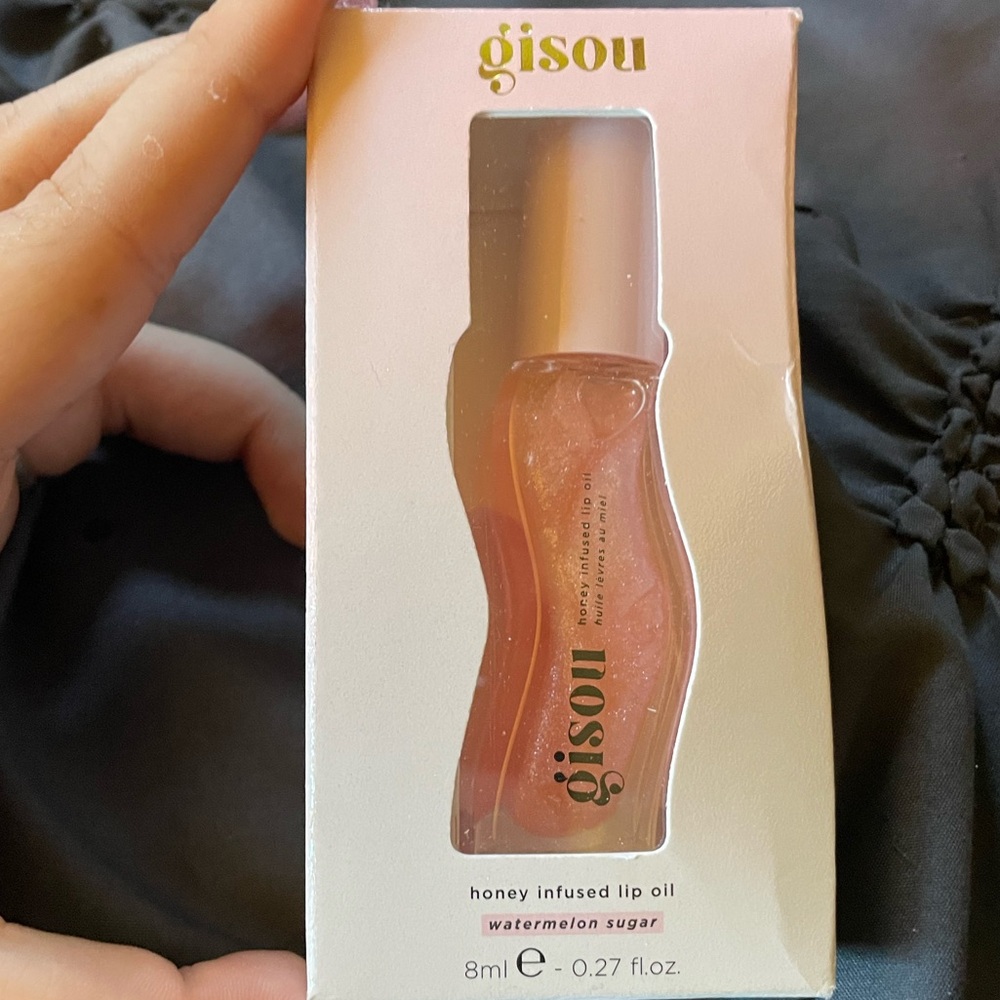 gisou
honey infused lip oil
huile lèvres au miel
gisou
honey infused lip oil
watermelon sugar
8ml ℮ - 0.27 fl.oz.